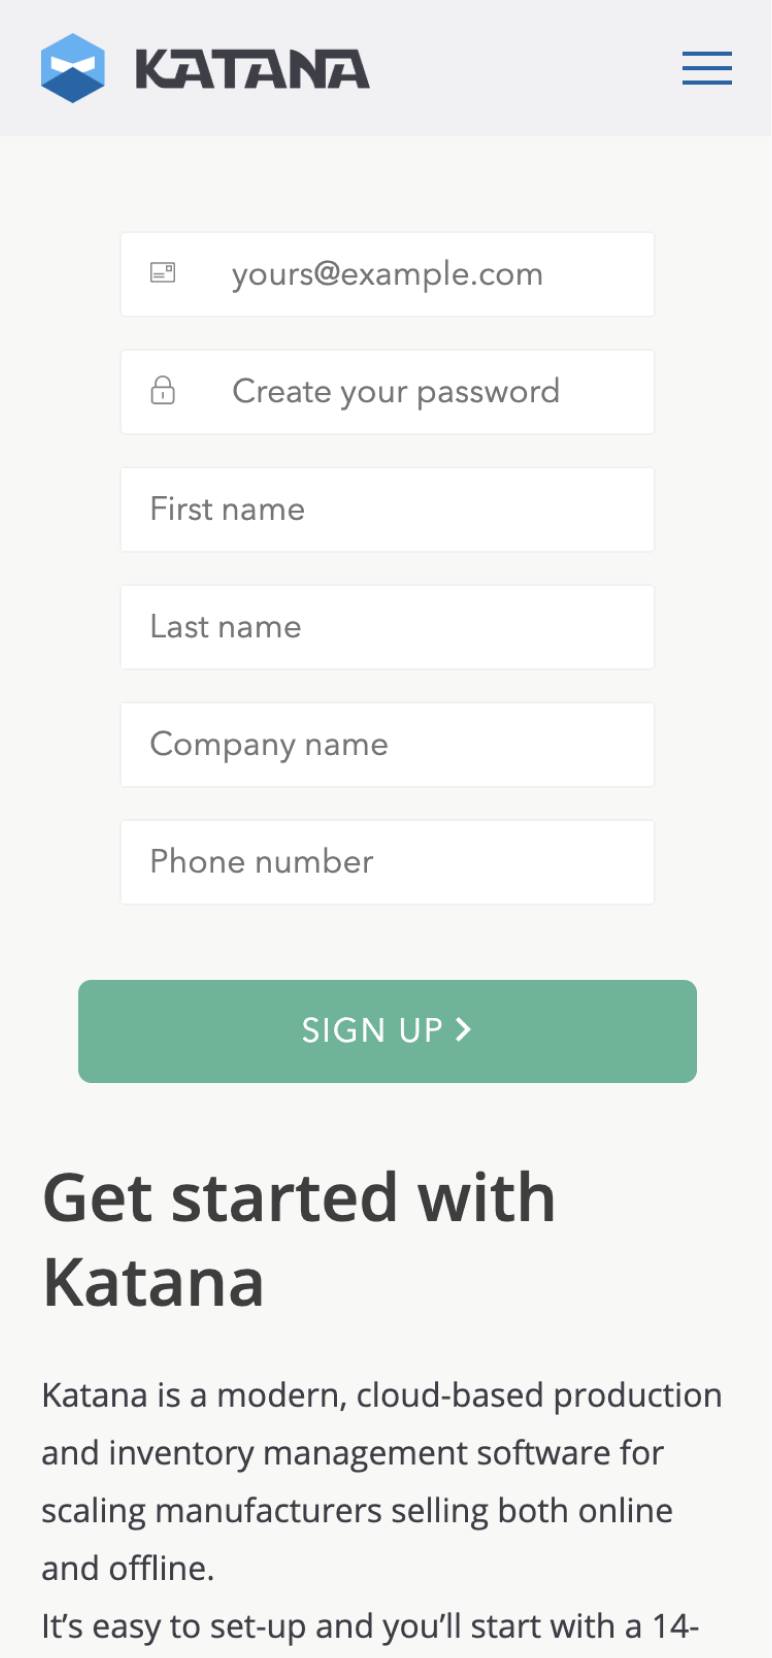 KATANA
yours@example.com
Create your password
First name
Last name
Company name
Phone number
SIGN UP
Get started with
Katana
Katana is a modern, cloud-based production
and inventory management software for
scaling manufacturers selling both online
and offline.
It’s easy to set-up and you’ll start with a 14-